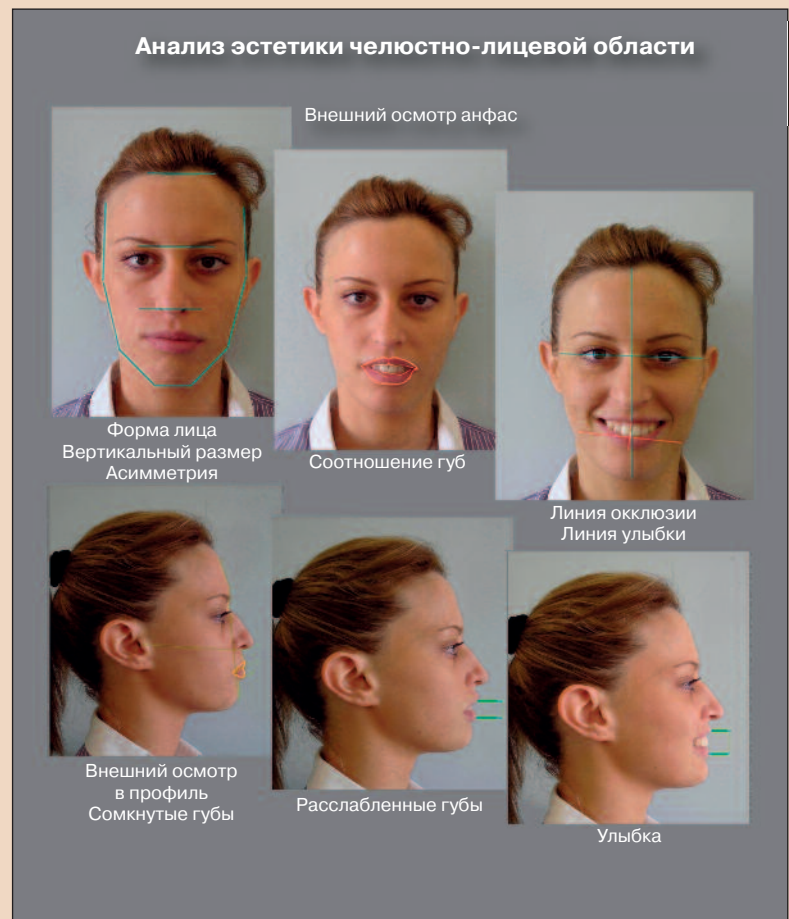 Анализ эстетики челюстно-лицевой области
Внешний осмотр анфас
Форма лица
Вертикальный размер
Асимметрия
Соотношение губ
Линия окклюзии
Линия улыбки
Внешний осмотр
в профиль
Сомкнутые губы
Расслабленные губы
Улыбка